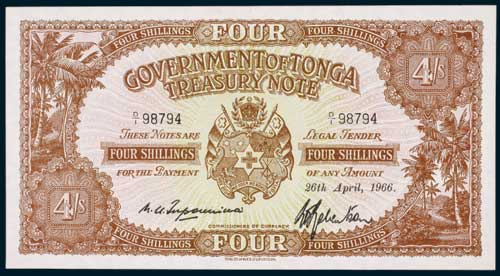 FOUR SHILLINGS FOUR FOUR SHILLINGS
GOVERNMENT OF TONGA
TREASURY NOTE
4/s 4/s
D/1 98794 D/1 98794
THESE NOTES ARE LEGAL TENDER
FOUR SHILLINGS FOUR SHILLINGS
FOR THE PAYMENT OF ANY AMOUNT
26th April, 1966.
COMMISSIONERS OF CURRENCY
4/s 4/s
FOUR SHILLINGS FOUR FOUR SHILLINGS